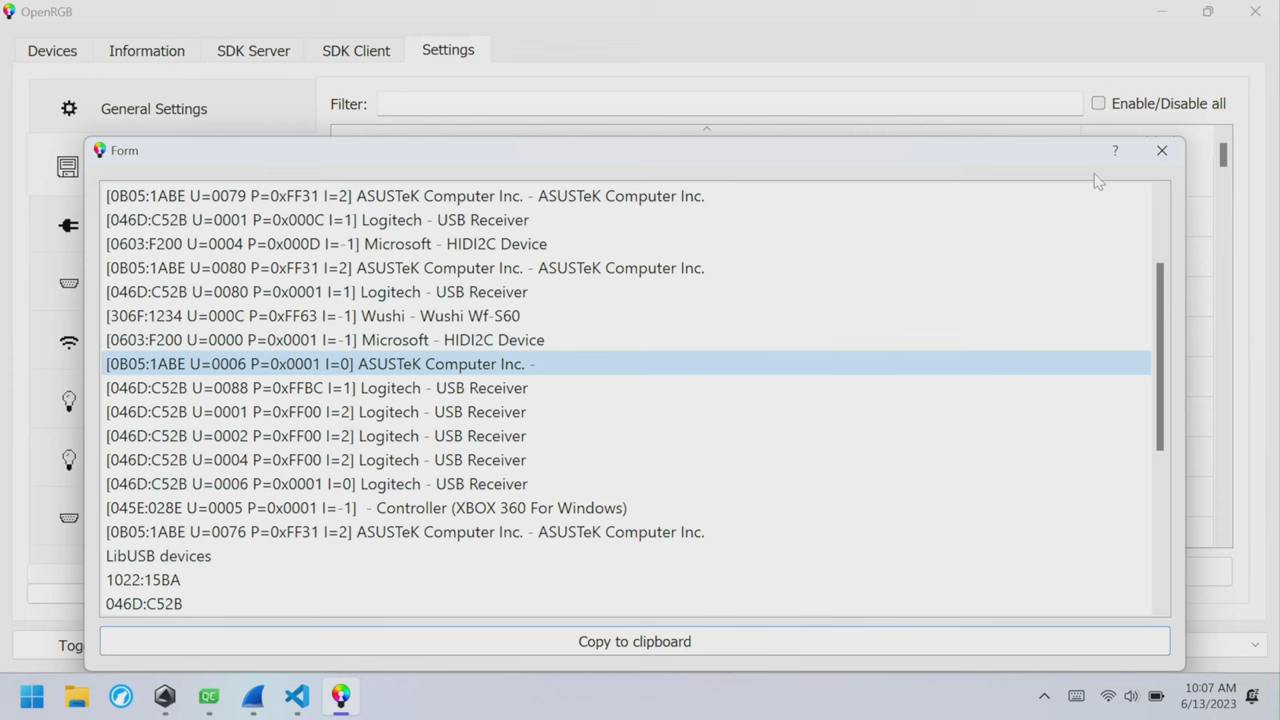 OpenRGB
Devices Information SDK Server SDK Client Settings
General Settings
Filter:
Enable/Disable all
Form
?
[0B05:1ABE U=0079 P=0xFF31 I=2] ASUSTeK Computer Inc. - ASUSTeK Computer Inc.
[046D:C52B U=0001 P=0x000C I=1] Logitech - USB Receiver
[0603:F200 U=0004 P=0x000D I=-1] Microsoft - HIDI2C Device
[0B05:1ABE U=0080 P=0xFF31 I=2] ASUSTeK Computer Inc. - ASUSTeK Computer Inc.
[046D:C52B U=0080 P=0x0001 I=1] Logitech - USB Receiver
[306F:1234 U=000C P=0xFF63 I=-1] Wushi - Wushi Wf-S60
[0603:F200 U=0000 P=0x0001 I=-1] Microsoft - HIDI2C Device
[0B05:1ABE U=0006 P=0x0001 I=0] ASUSTeK Computer Inc. -
[046D:C52B U=0088 P=0xFFBC I=1] Logitech - USB Receiver
[046D:C52B U=0001 P=0xFF00 I=2] Logitech - USB Receiver
[046D:C52B U=0002 P=0xFF00 I=2] Logitech - USB Receiver
[046D:C52B U=0004 P=0xFF00 I=2] Logitech - USB Receiver
[046D:C52B U=0006 P=0x0001 I=0] Logitech - USB Receiver
[045E:028E U=0005 P=0x0001 I=-1]  - Controller (XBOX 360 For Windows)
[0B05:1ABE U=0076 P=0xFF31 I=2] ASUSTeK Computer Inc. - ASUSTeK Computer Inc.
LibUSB devices
1022:15BA
046D:C52B
Copy to clipboard
Tog
QC
10:07 AM
6/13/2023